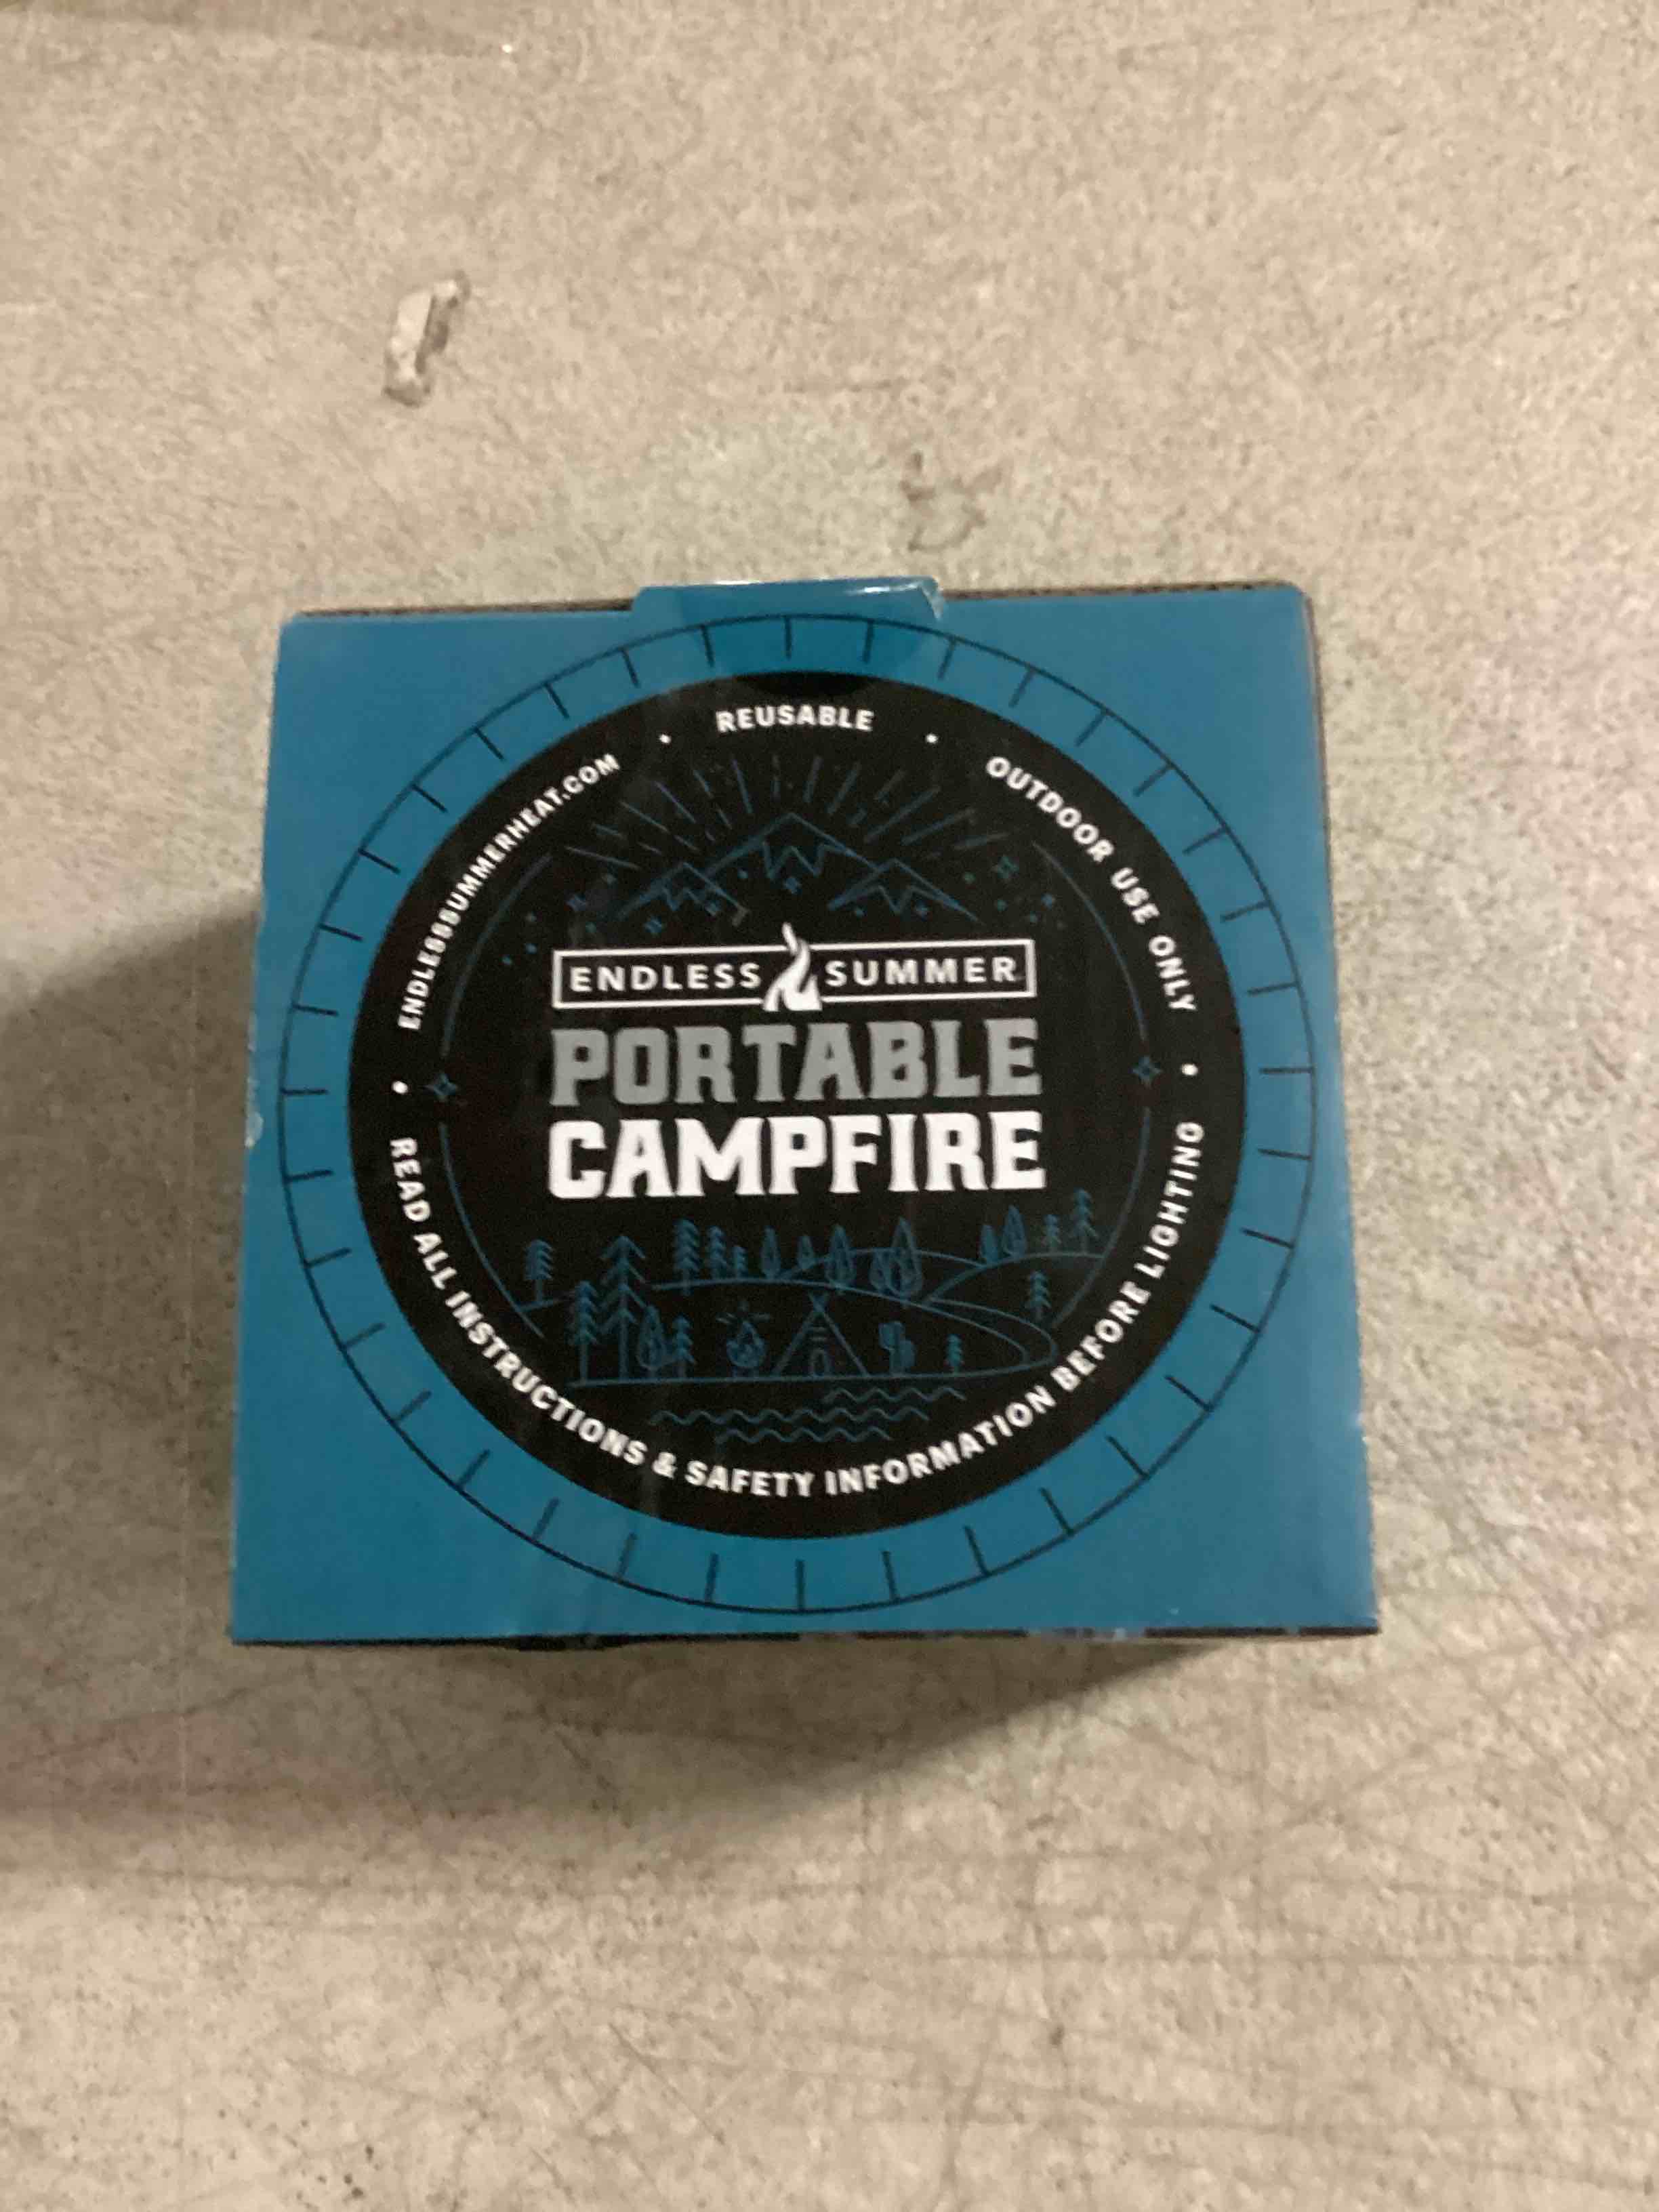 REUSABLE
ENDLESSSUMMERHEAT.COM
OUTDOOR USE ONLY
ENDLESS SUMMER
PORTABLE
CAMPFIRE
READ ALL INSTRUCTIONS & SAFETY INFORMATION BEFORE LIGHTING